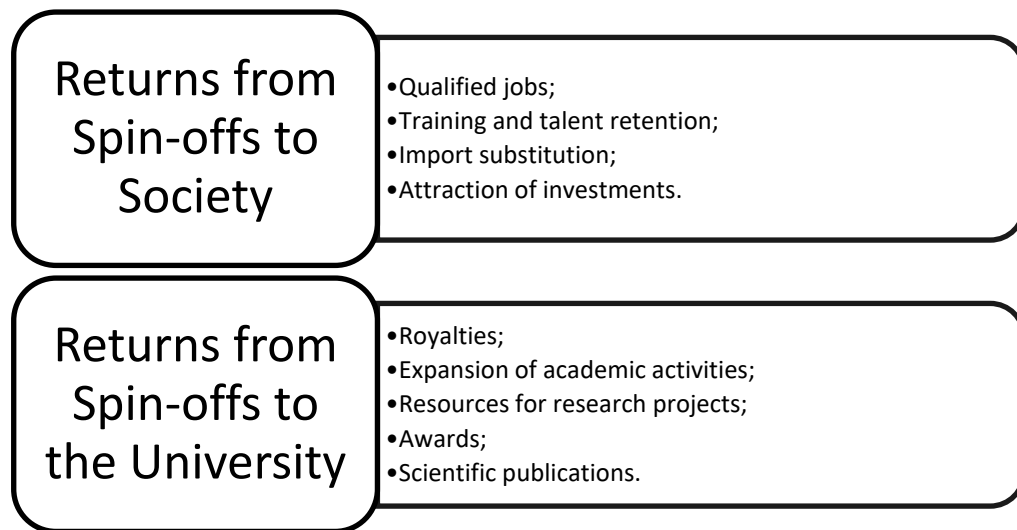 Returns from
Spin-offs to
Society
•Qualified jobs;
•Training and talent retention;
•Import substitution;
•Attraction of investments.
Returns from
Spin-offs to
the University
•Royalties;
•Expansion of academic activities;
•Resources for research projects;
•Awards;
•Scientific publications.